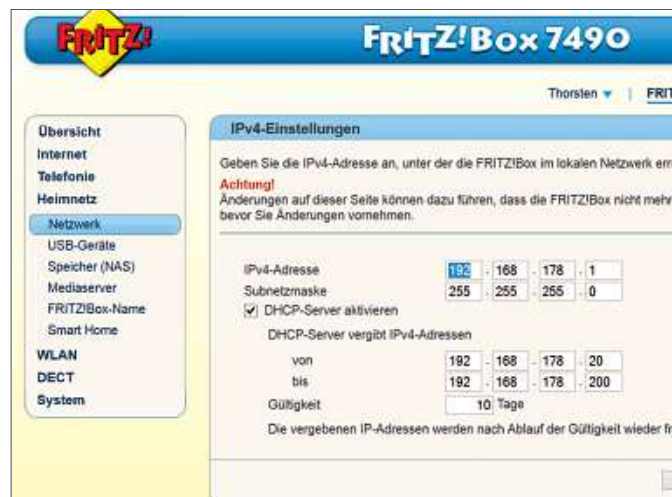 FRITZ!
FRITZ!Box 7490
Thorsten | FRIT
Übersicht
Internet
Telefonie
Heimnetz
Netzwerk
USB-Geräte
Speicher (NAS)
Mediaserver
FRITZ!Box-Name
Smart Home
WLAN
DECT
System
IPv4-Einstellungen
Geben Sie die IPv4-Adresse an, unter der die FRITZ!Box im lokalen Netzwerk err
Achtung!
Änderungen auf dieser Seite können dazu führen, dass die FRITZ!Box nicht mehr
bevor Sie Änderungen vornehmen.
IPv4-Adresse 192 . 168 . 178 . 1
Subnetzmaske 255 . 255 . 255 . 0
DHCP-Server aktivieren
DHCP-Server vergibt IPv4-Adressen
von 192 . 168 . 178 . 20
bis 192 . 168 . 178 . 200
Gültigkeit 10 Tage
Die vergebenen IP-Adressen werden nach Ablauf der Gültigkeit wieder fr